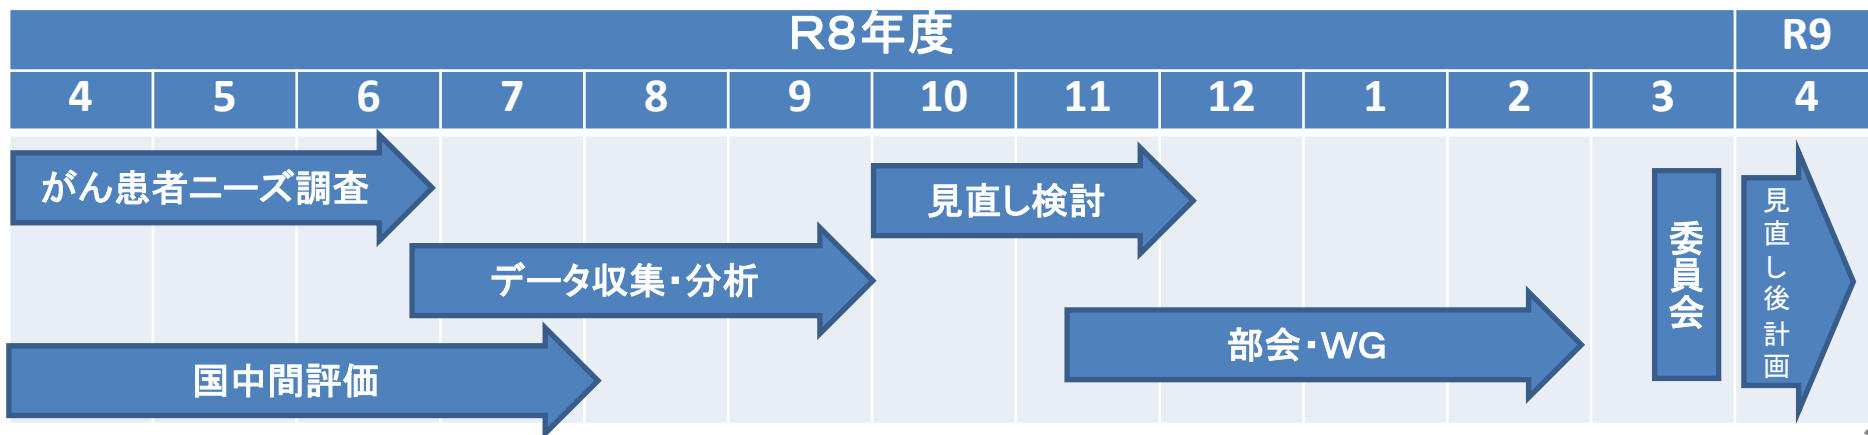 R8年度
R9
4 5 6 7 8 9 10 11 12 1 2 3 4
がん患者ニーズ調査
見直し検討
データ収集・分析
部会・WG
国中間評価
委員会
見直し後計画